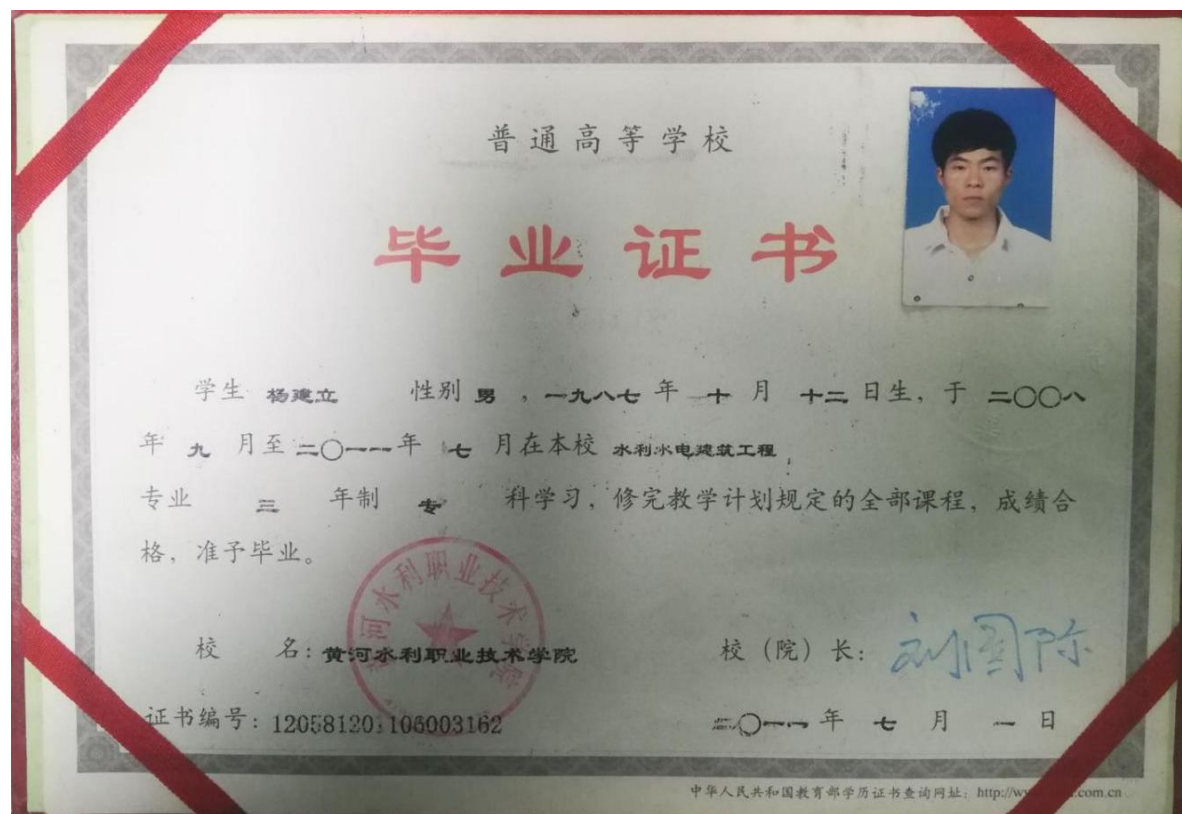 普通高等学校
毕业证书
学生 杨建立 性别 男 ，一九八七 年 十 月 十二 日生，于 二〇〇八
年 九 月至 二〇一一 年 七 月在本校 水利水电建筑工程
专业 三 年制 专 科学习，修完教学计划规定的全部课程，成绩合
格，准予毕业。
校 名：黄河水利职业技术学院
校（院）长：刘国际
证书编号：120581201106003162
二〇一一 年 七 月 一 日
河水利职业技术学院
中华人民共和国教育部学历证书查询网址：http://ww .com.cn